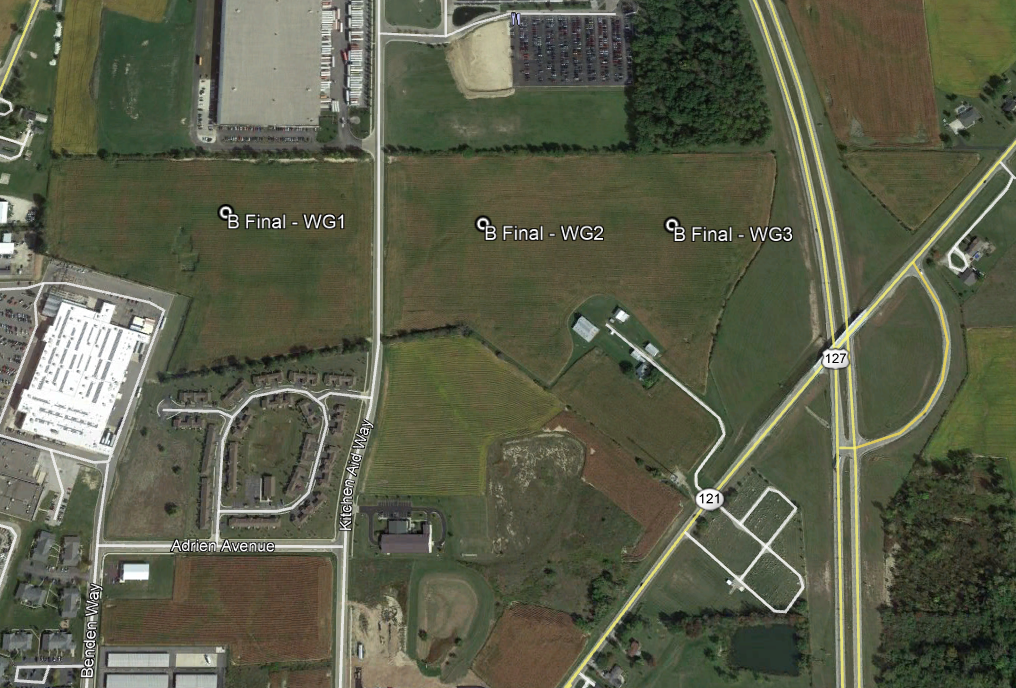 B Final - WG1
B Final - WG2
B Final - WG3
127
Kitchen Aid Way
121
Adrien Avenue
Benden Way